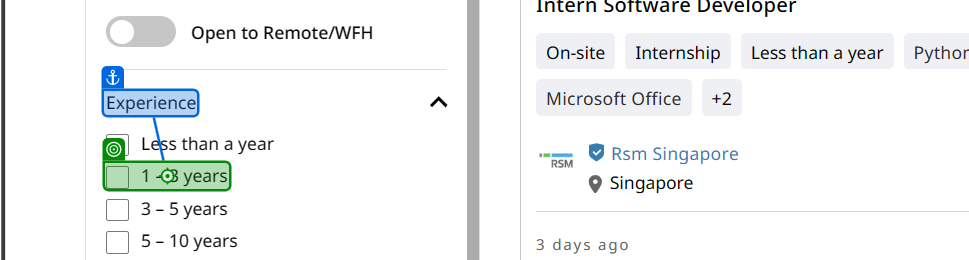 Open to Remote/WFH
Experience
Less than a year
1 – 3 years
3 – 5 years
5 – 10 years
Intern Software Developer
On-site Internship Less than a year Python
Microsoft Office +2
RSM
Rsm Singapore
Singapore
3 days ago